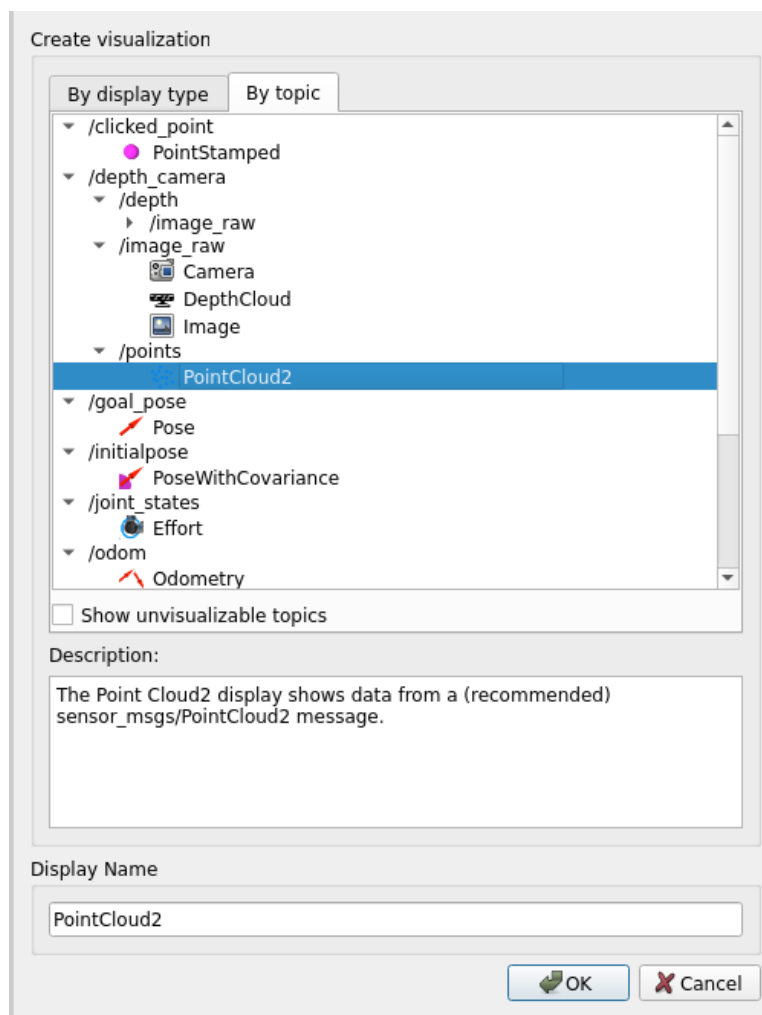 Create visualization
By display type By topic
/clicked_point
PointStamped
/depth_camera
/depth
/image_raw
/image_raw
Camera
DepthCloud
Image
/points
PointCloud2
/goal_pose
Pose
/initialpose
PoseWithCovariance
/joint_states
Effort
/odom
Odometry
Show unvisualizable topics
Description:
The Point Cloud2 display shows data from a (recommended)
sensor_msgs/PointCloud2 message.
Display Name
PointCloud2
OK Cancel